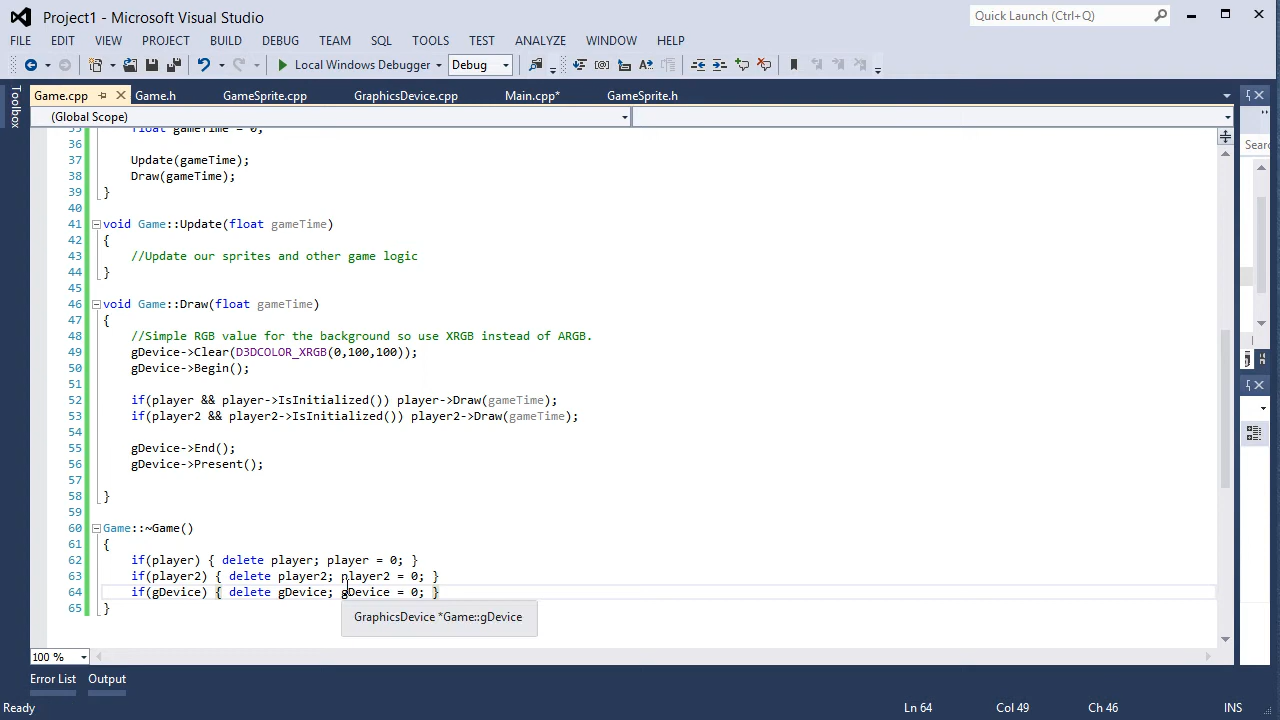 Project1 - Microsoft Visual Studio
Quick Launch (Ctrl+Q)
FILE EDIT VIEW PROJECT BUILD DEBUG TEAM SQL TOOLS TEST ANALYZE WINDOW HELP
Local Windows Debugger Debug
Toolbox
Game.cpp Game.h GameSprite.cpp GraphicsDevice.cpp Main.cpp* GameSprite.h
(Global Scope)
Sear
35 float gameTime = 0;
36
37 Update(gameTime);
38 Draw(gameTime);
39 }
40
41 void Game::Update(float gameTime)
42 {
43 //Update our sprites and other game logic
44 }
45
46 void Game::Draw(float gameTime)
47 {
48 //Simple RGB value for the background so use XRGB instead of ARGB.
49 gDevice->Clear(D3DCOLOR_XRGB(0,100,100));
50 gDevice->Begin();
51
52 if(player && player->IsInitialized()) player->Draw(gameTime);
53 if(player2 && player2->IsInitialized()) player2->Draw(gameTime);
54
55 gDevice->End();
56 gDevice->Present();
57
58 }
59
60 Game::~Game()
61 {
62 if(player) { delete player; player = 0; }
63 if(player2) { delete player2; player2 = 0; }
64 if(gDevice) { delete gDevice; gDevice = 0; }
65 }
GraphicsDevice *Game::gDevice
100 %
Error List Output
Ready Ln 64 Col 49 Ch 46 INS